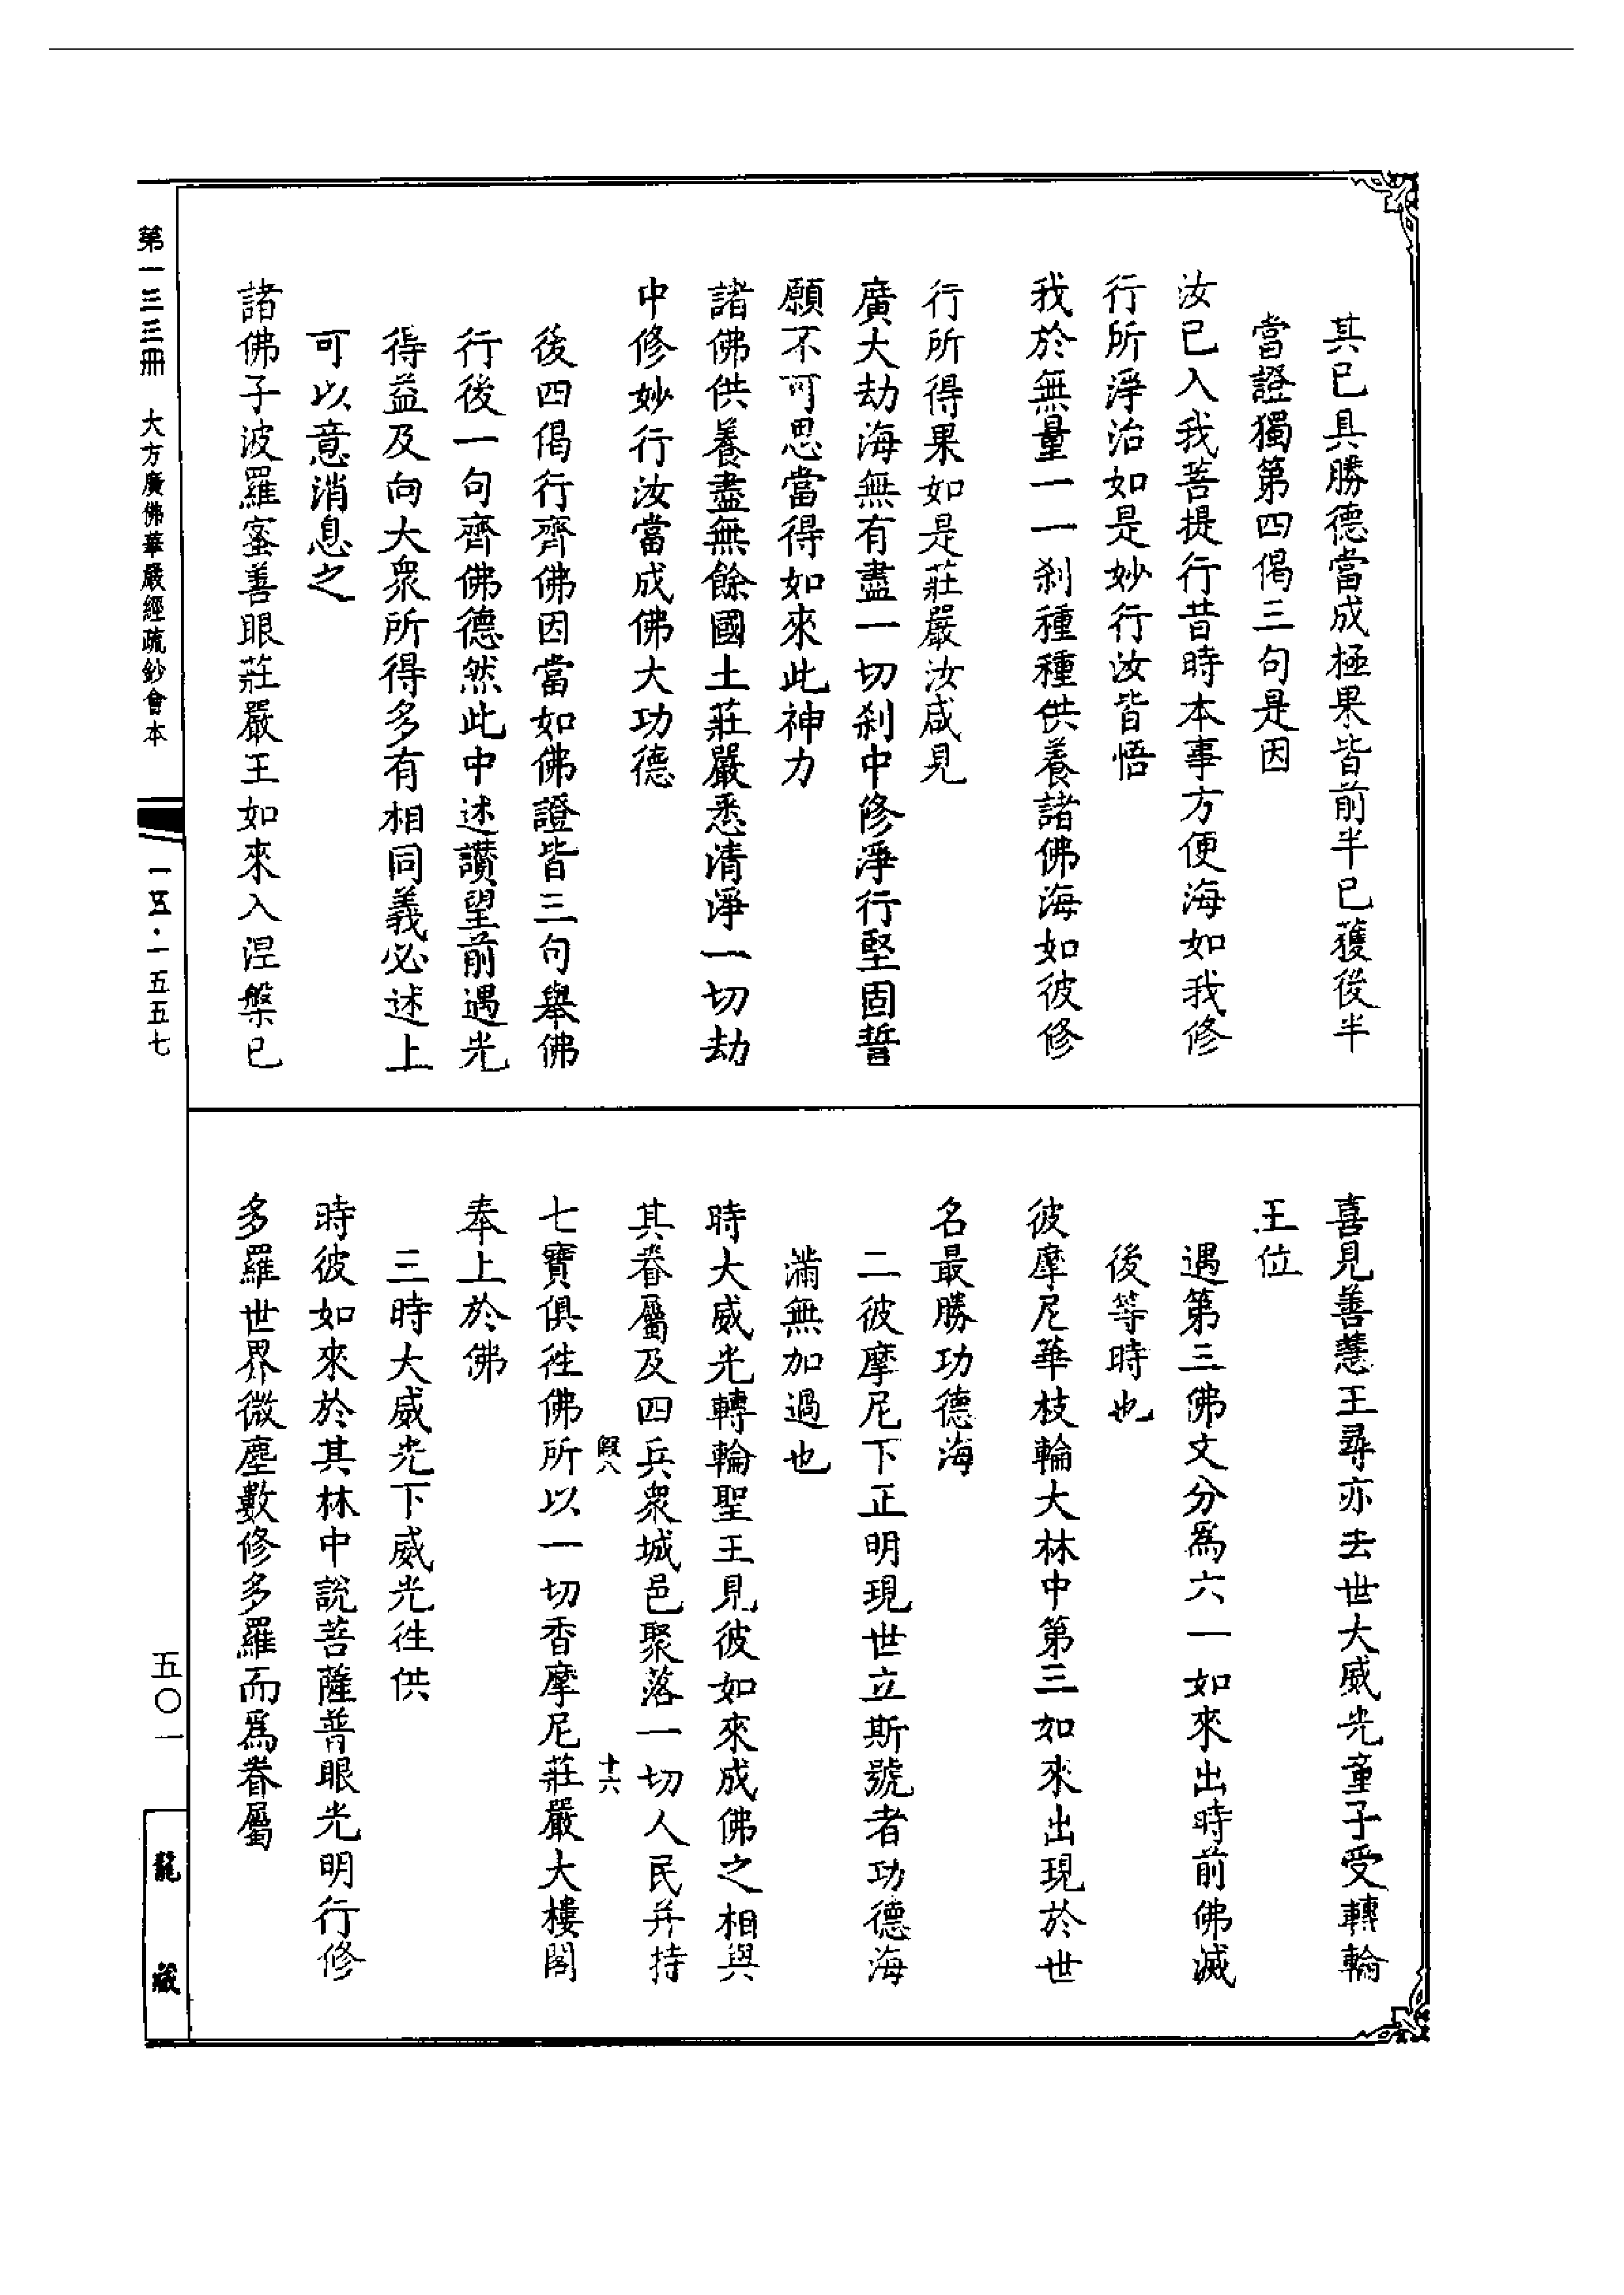 其已具勝德當成極果皆前半已獲後半
當證獨第四偈三句是因
汝已入我菩提行昔時本事方便海如我修
行所淨治如是妙行汝皆悟
我於無量一一剎種種供養諸佛海如彼修
行所得果如是莊嚴汝咸見
廣大劫海無有盡一切剎中修淨行堅固誓
願不可思當得如來此神力
諸佛供養盡無餘國土莊嚴悉清淨一切劫
中修妙行汝當成佛大功德
後四偈行齊佛因當如佛證皆三句舉佛
行後一句齊佛德然此中述讚望前遇光
得益及向大眾所得多有相同義必述上
可以意消息之
諸佛子波羅蜜善眼莊嚴王如來入涅槃已
喜見善慧王尋亦去世大威光童子受轉輪
王位
遇第三佛文分為六一如來出時前佛滅
後等時也
彼摩尼華枝輪大林中第三如來出現於世
名最勝功德海
二彼摩尼下正明現世立斯號者功德海
滿無加過也
時大威光轉輪聖王見彼如來成佛之相與
其眷屬及四兵眾城邑聚落一切人民并持
假八
十六
七寶俱往佛所以一切香摩尼莊嚴大樓閣
奉上於佛
三時大威光下威光往供
時彼如來於其林中說菩薩普眼光明行修
多羅世界微塵數修多羅而為眷屬
第一三三冊 大方廣佛華嚴經疏鈔會本
一五·一五五七
五〇一
龍藏